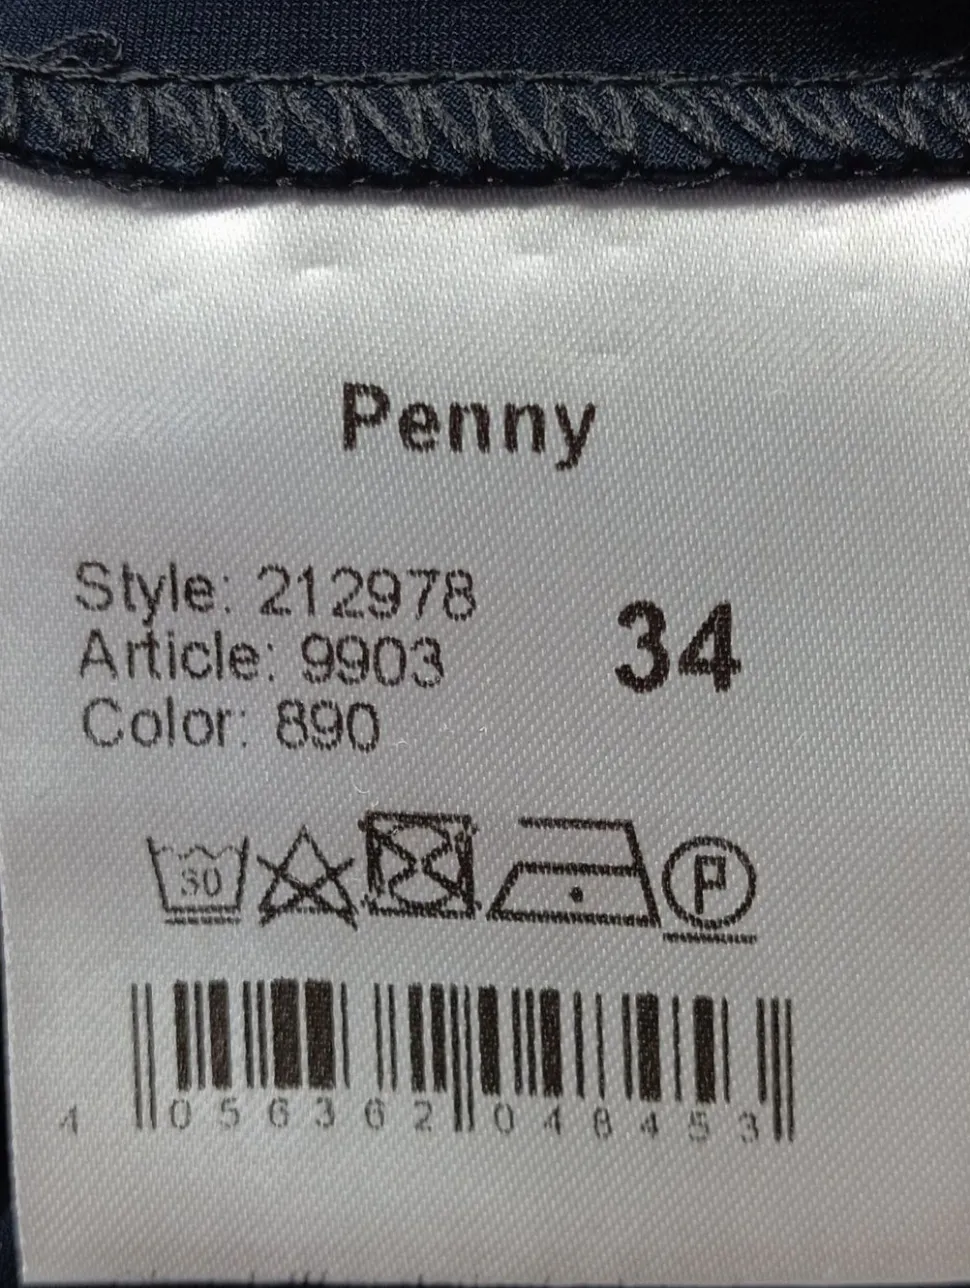 Penny
Style: 212978
Article: 9903
Color: 890
34
30
P
4 056362 048453